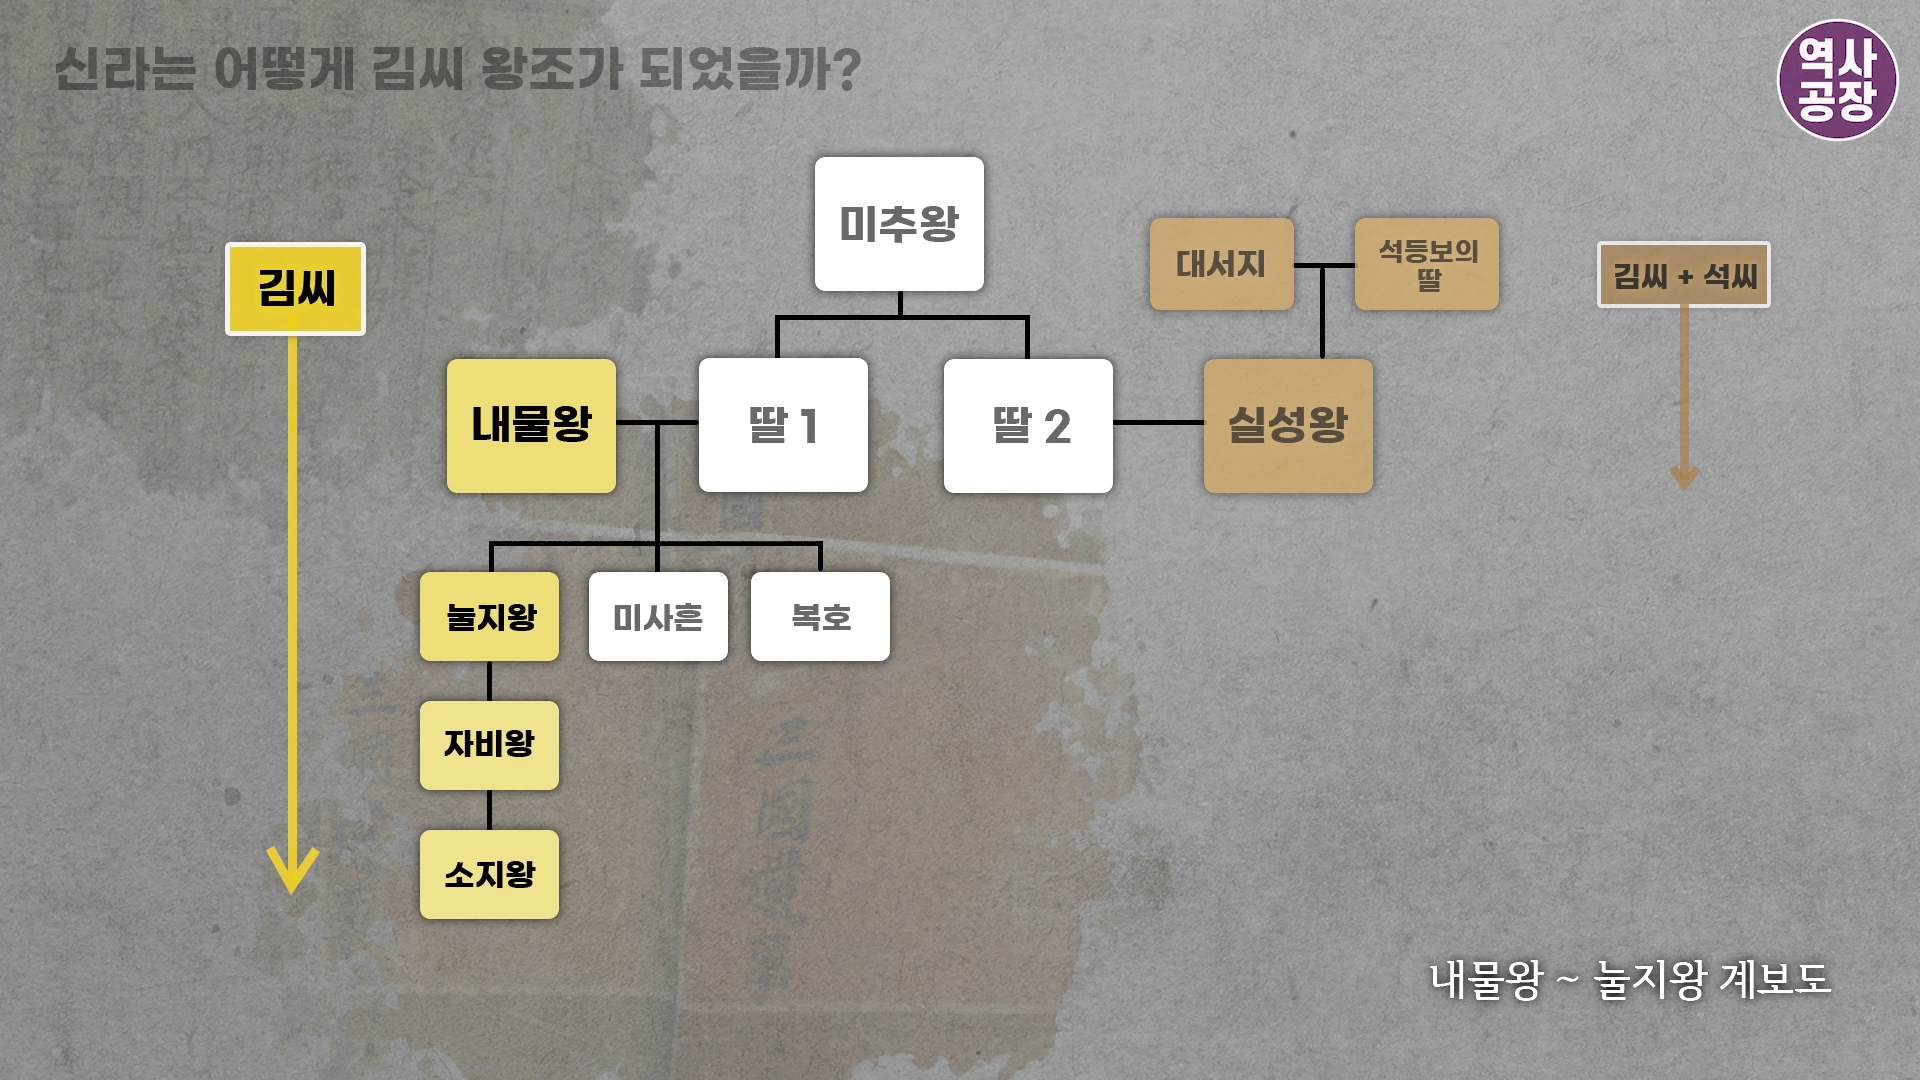 신라는 어떻게 김씨 왕조가 되었을까?
역사
공장
미추왕
대서지
석등보의
딸
김씨
김씨 + 석씨
내물왕
딸 1
딸 2
실성왕
눌지왕
미사흔
복호
자비왕
소지왕
내물왕 ~ 눌지왕 계보도